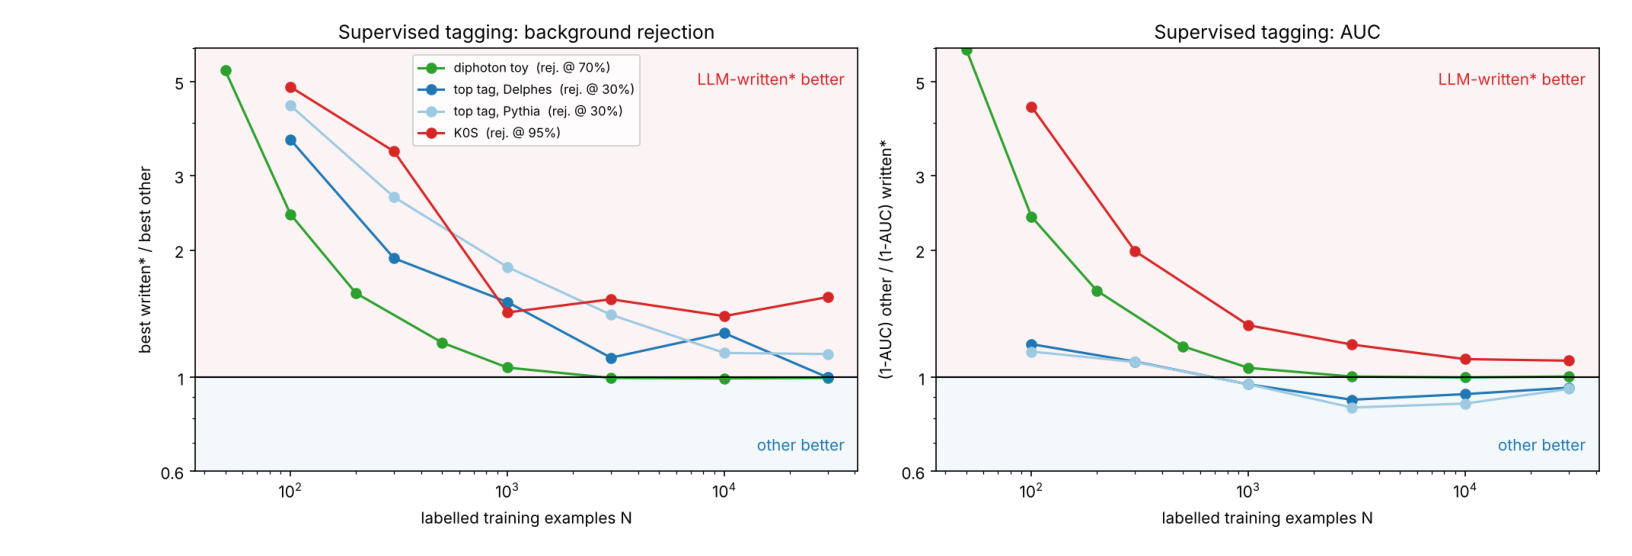 Supervised tagging: background rejection
best written* / best other
5
3
2
1
0.6
diphoton toy (rej. @ 70%)
top tag, Delphes (rej. @ 30%)
top tag, Pythia (rej. @ 30%)
K0S (rej. @ 95%)
LLM-written* better
other better
10²
10³
10⁴
labelled training examples N
Supervised tagging: AUC
(1-AUC) other / (1-AUC) written*
5
3
2
1
0.6
LLM-written* better
other better
10²
10³
10⁴
labelled training examples N